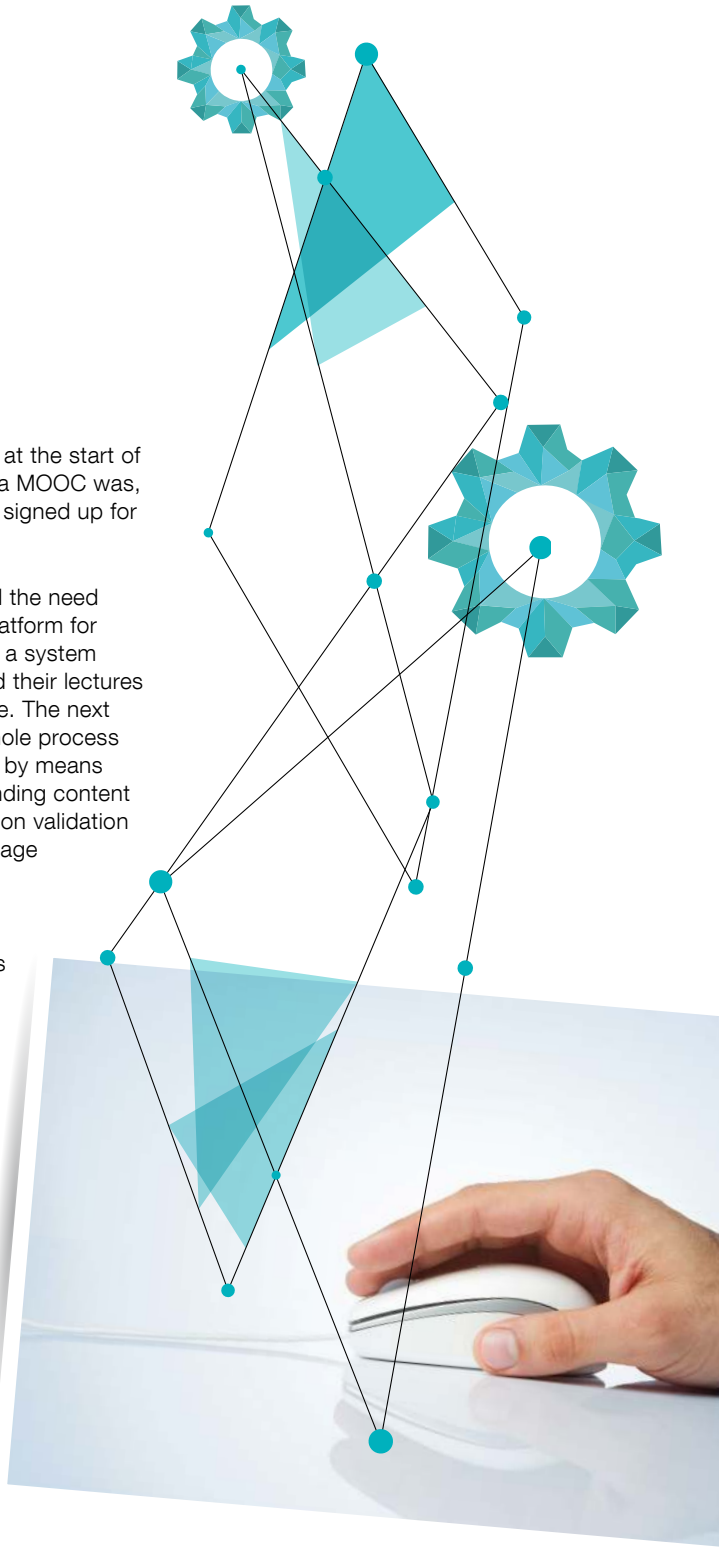 at the start of
a MOOC was,
signed up for
the need
atform for
a system
d their lectures
e. The next
ole process
by means
nding content
on validation
age
s